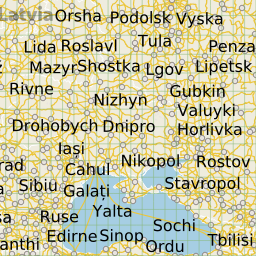 Latvia
Orsha Podolsk Vyska
Tula
Lida Roslavl Penza
Mazyr Shostka Lgov Lipetsk
Rivne Gubkin
Nizhyn Valuyki
Drohobych Dnipro Horlivka
Iași
Nikopol Rostov
Cahul
Sibiu Stavropol
Galați
Yalta
Ruse Sochi
Edirne Sinop Tbilisi
Ordu